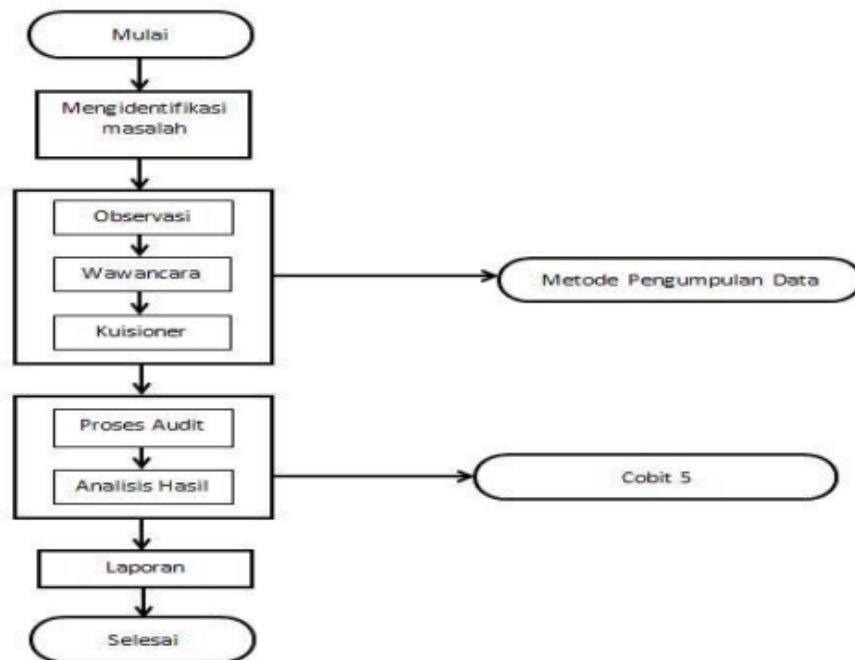 Mulai
Mengidentifikasi
masalah
Observasi
Wawancara
Metode Pengumpulan Data
Kuisioner
Proses Audit
Analisis Hasil
Cobit 5
Laporan
Selesai